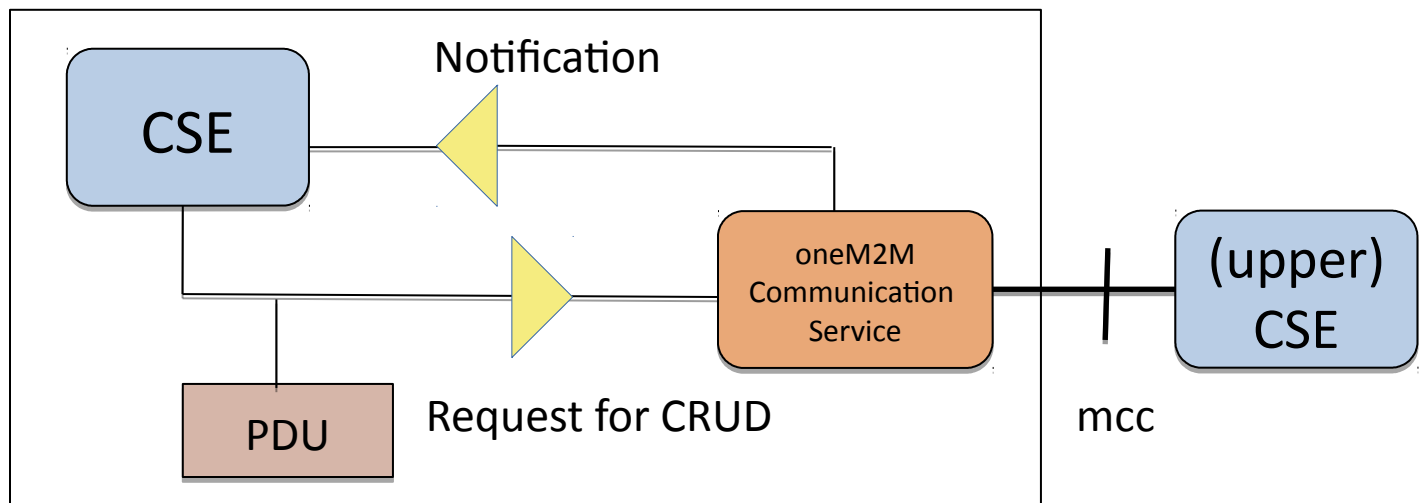 Notification
CSE
oneM2M
Communication
Service
(upper)
CSE
Request for CRUD
mcc
PDU